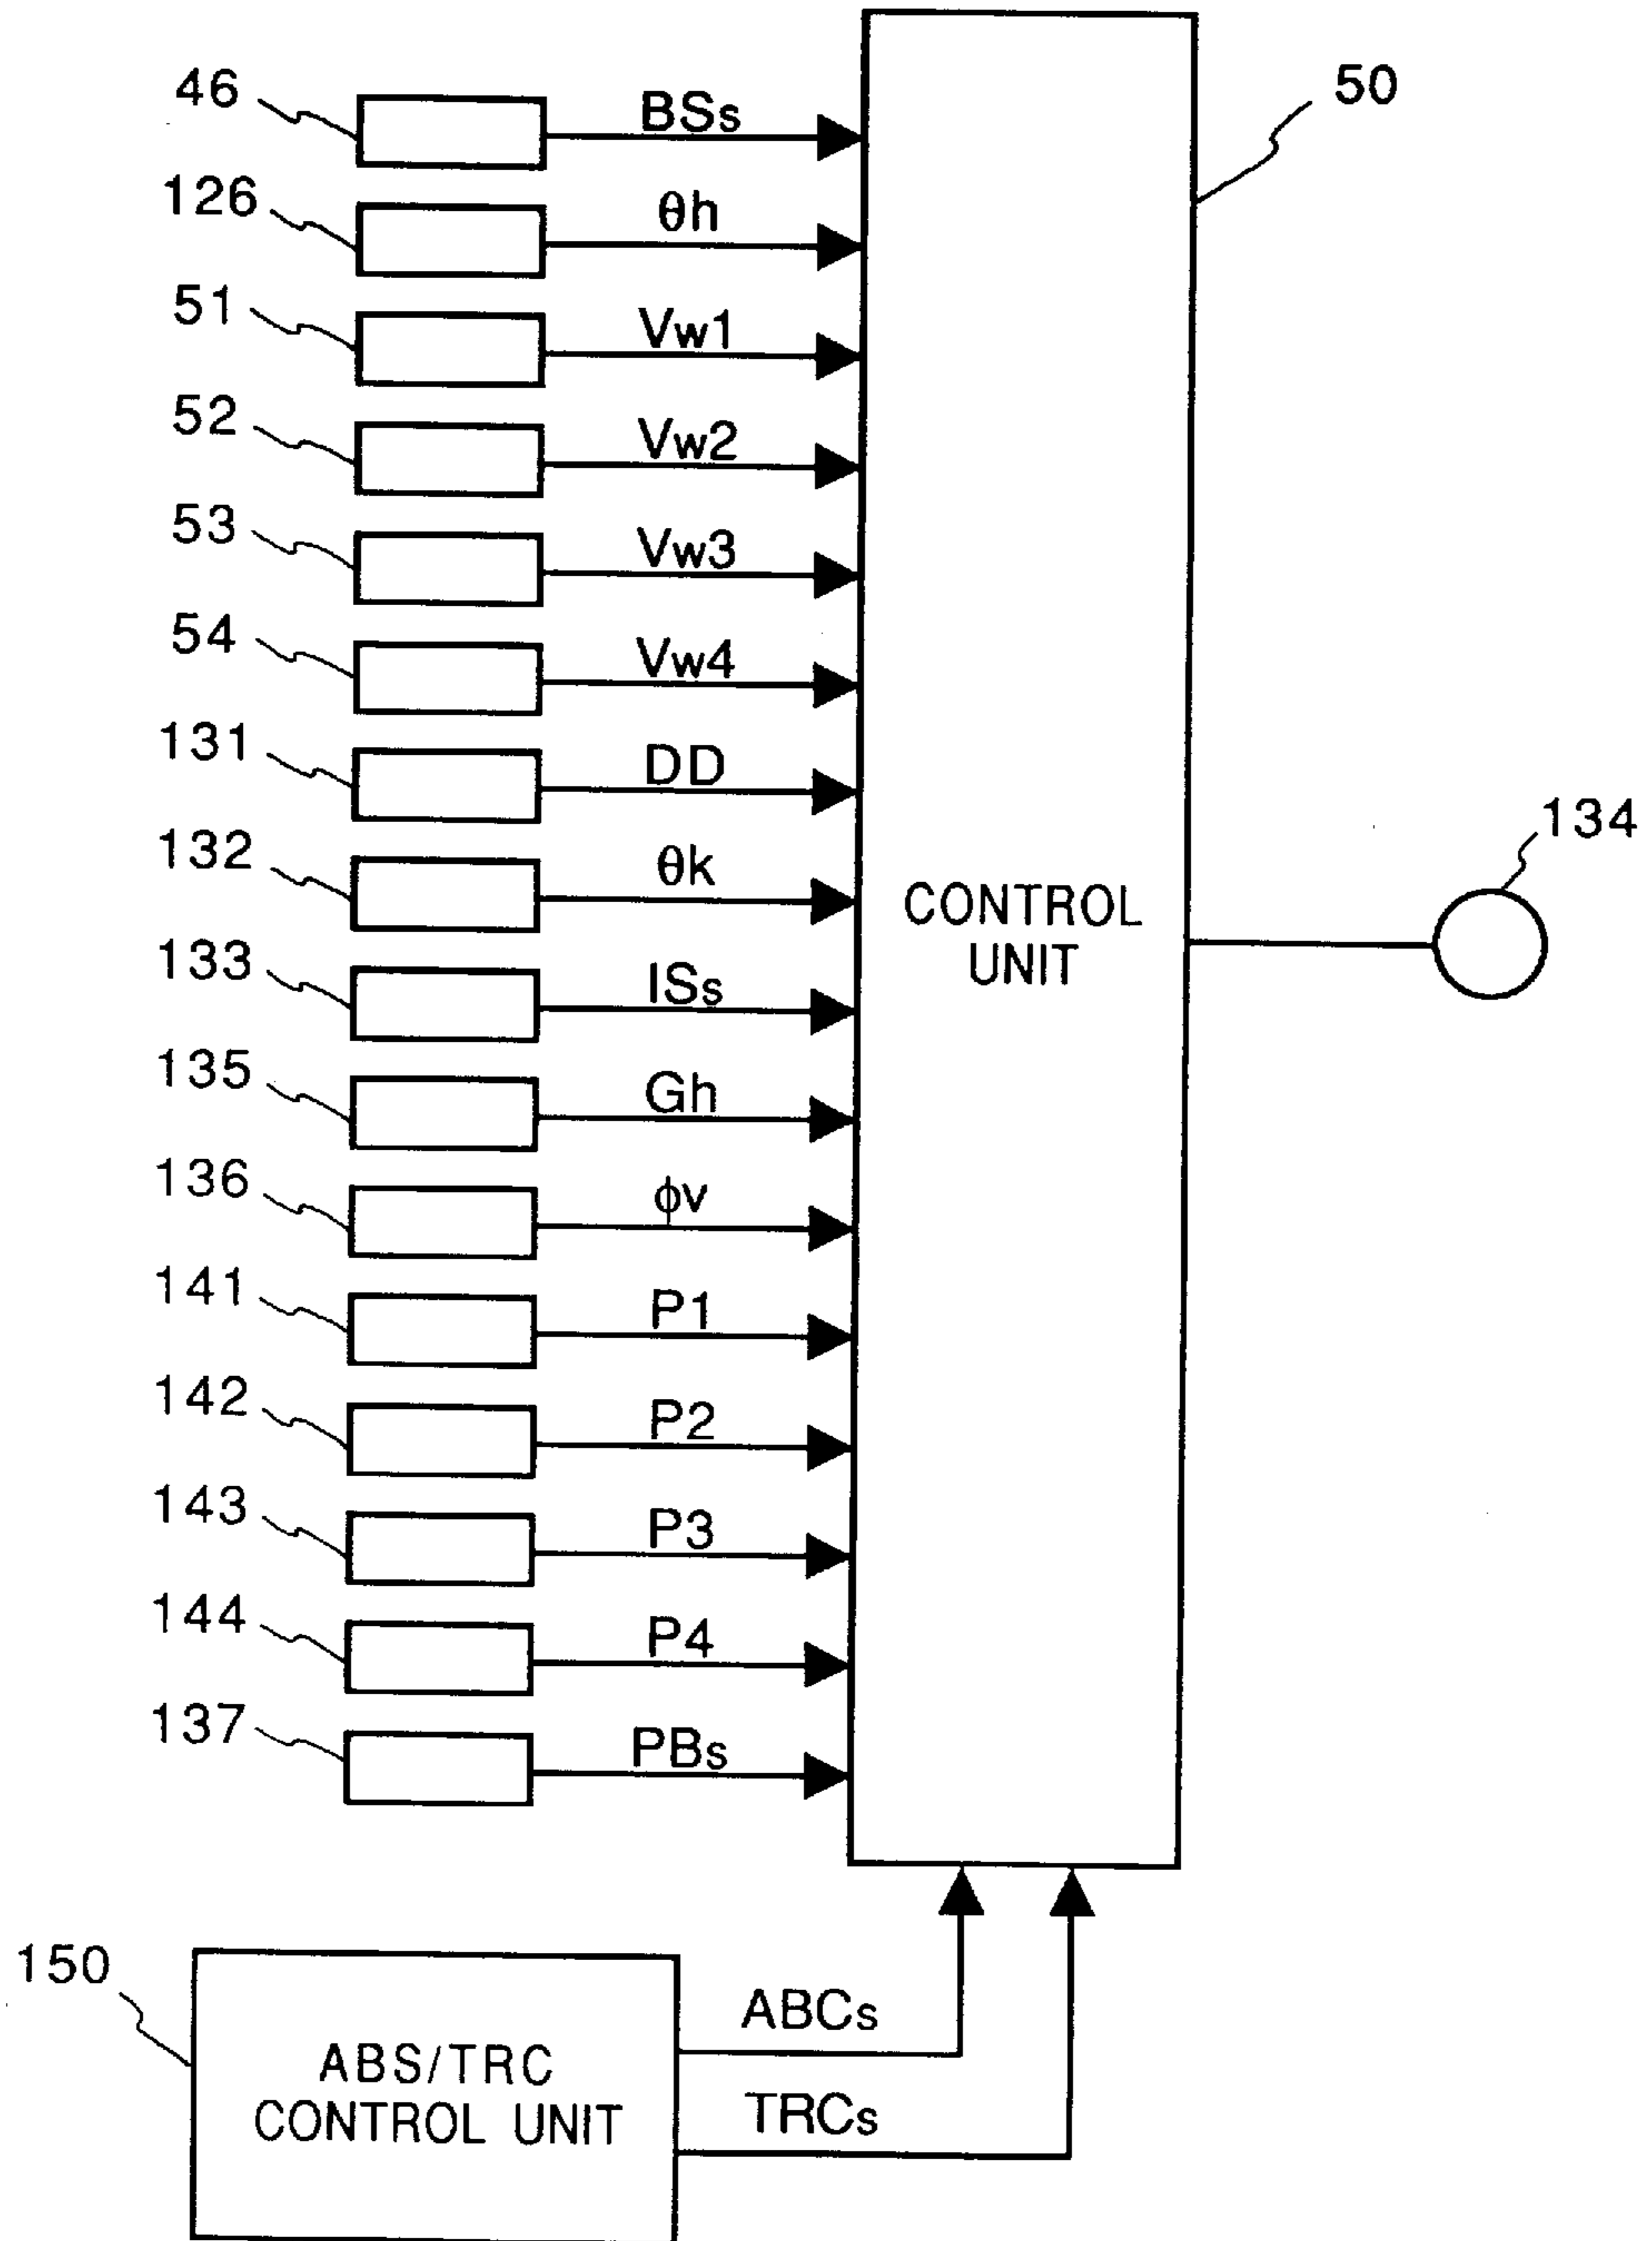 46
BSs
50
126
θh
51
Vw1
52
Vw2
53
Vw3
54
Vw4
131
DD
134
132
θk
CONTROL
UNIT
133
ISs
135
Gh
136
ϕv
141
P1
142
P2
143
P3
144
P4
137
PBs
150
ABCs
ABS/TRC
CONTROL UNIT
TRCs